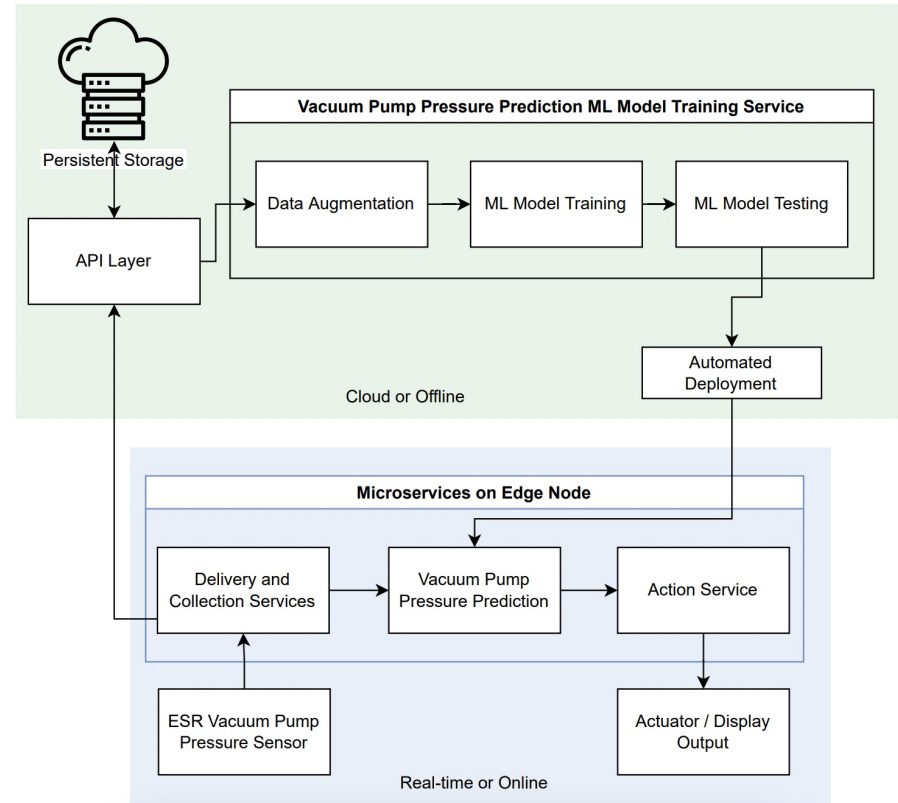 Vacuum Pump Pressure Prediction ML Model Training Service
Persistent Storage
Data Augmentation
ML Model Training
ML Model Testing
API Layer
Automated
Deployment
Cloud or Offline
Microservices on Edge Node
Delivery and
Collection Services
Vacuum Pump
Pressure Prediction
Action Service
ESR Vacuum Pump
Pressure Sensor
Actuator / Display
Output
Real-time or Online